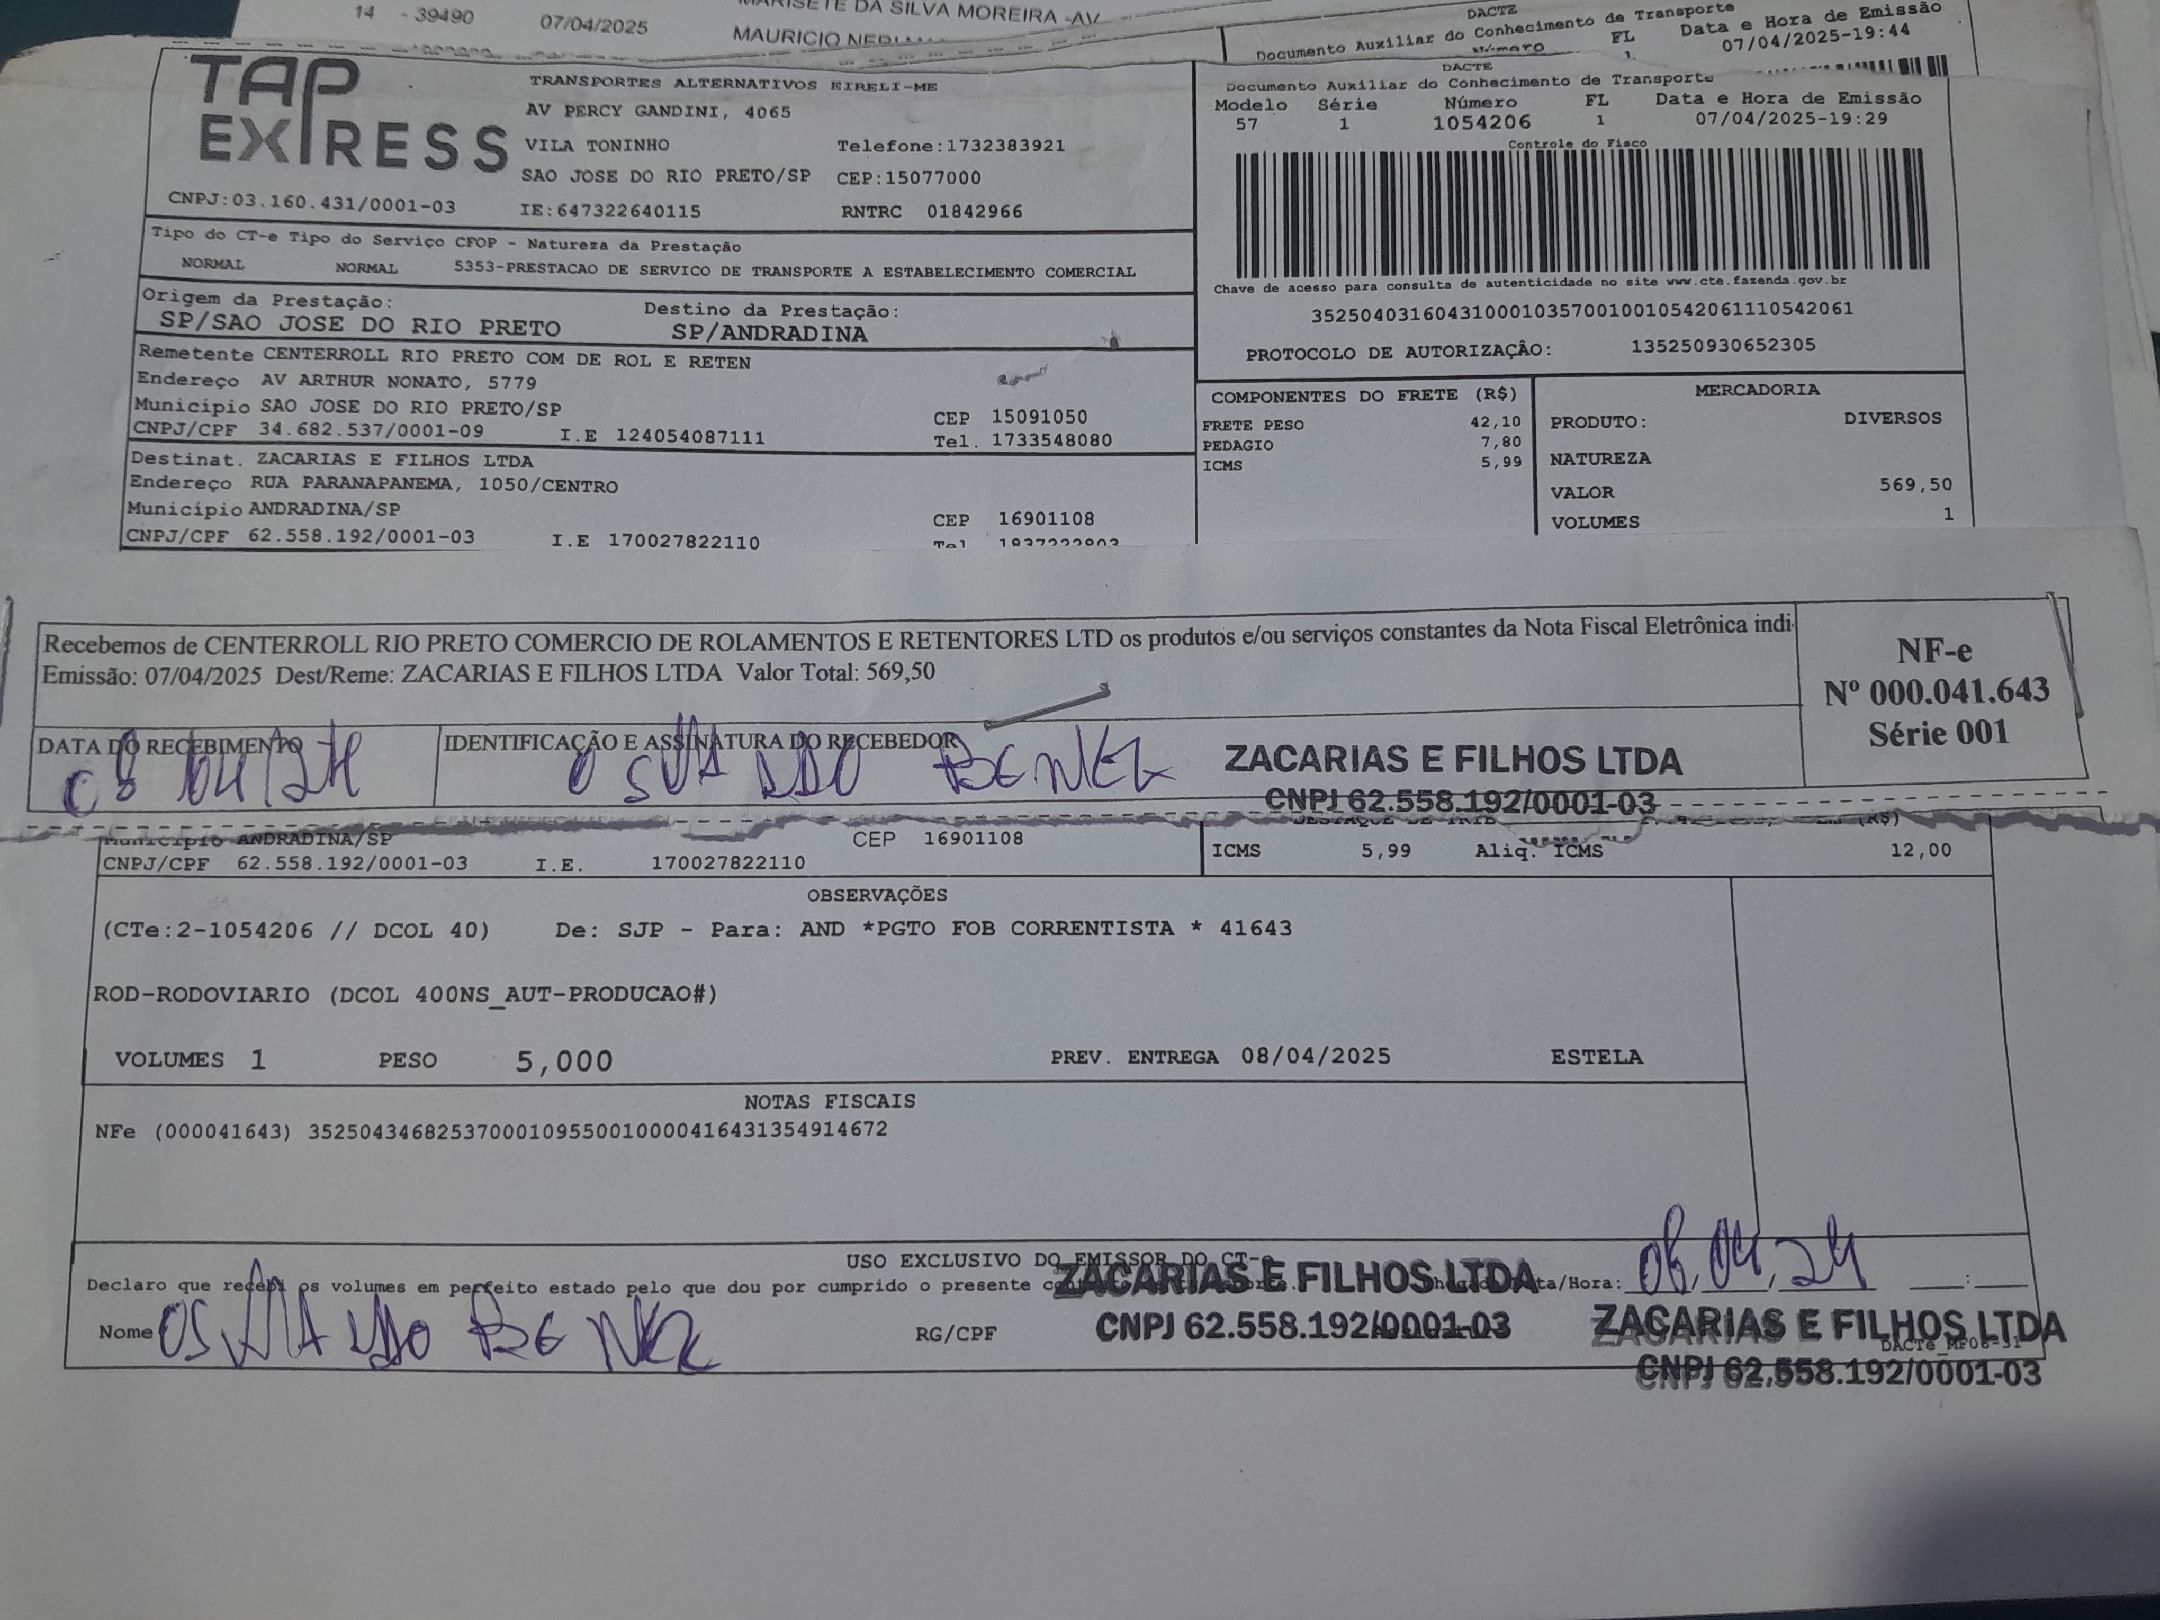 14 - 39490 07/04/2025 MARISETE DA SILVA MOREIRA -AV
MAURICIO
DACTE
Documento Auxiliar do Conhecimento de Transporte
FL Data e Hora de Emissão
1 07/04/2025-19:44
TAP EXPRESS
TRANSPORTES ALTERNATIVOS EIRELI-ME
AV PERCY GANDINI, 4065
VILA TONINHO Telefone:1732383921
SAO JOSE DO RIO PRETO/SP CEP:15077000
CNPJ:03.160.431/0001-03 IE:647322640115 RNTRC 01842966
DACTE
Documento Auxiliar do Conhecimento de Transporte
Modelo Série Número FL Data e Hora de Emissão
57 1 1054206 1 07/04/2025-19:29
Controle do Fisco
Chave de acesso para consulta de autenticidade no site www.cte.fazenda.gov.br
35250403160431000103570010010542061110542061
PROTOCOLO DE AUTORIZAÇÃO: 135250930652305
Tipo do CT-e Tipo do Serviço CFOP - Natureza da Prestação
NORMAL NORMAL 5353-PRESTACAO DE SERVICO DE TRANSPORTE A ESTABELECIMENTO COMERCIAL
Origem da Prestação: Destino da Prestação:
SP/SAO JOSE DO RIO PRETO SP/ANDRADINA
Remetente CENTERROLL RIO PRETO COM DE ROL E RETEN
Endereço AV ARTHUR NONATO, 5779
Município SAO JOSE DO RIO PRETO/SP CEP 15091050
CNPJ/CPF 34.682.537/0001-09 I.E 124054087111 Tel. 1733548080
Destinat. ZACARIAS E FILHOS LTDA
Endereço RUA PARANAPANEMA, 1050/CENTRO
Município ANDRADINA/SP CEP 16901108
CNPJ/CPF 62.558.192/0001-03 I.E 170027822110 Tel
COMPONENTES DO FRETE (R$)
FRETE PESO 42,10
PEDAGIO 7,80
ICMS 5,99
MERCADORIA
PRODUTO: DIVERSOS
NATUREZA
VALOR 569,50
VOLUMES 1
Recebemos de CENTERROLL RIO PRETO COMERCIO DE ROLAMENTOS E RETENTORES LTD os produtos e/ou serviços constantes da Nota Fiscal Eletrônica indi
Emissão: 07/04/2025 Dest/Reme: ZACARIAS E FILHOS LTDA Valor Total: 569,50
NF-e
Nº 000.041.643
Série 001
DATA DO RECEBIMENTO IDENTIFICAÇÃO E ASSINATURA DO RECEBEDOR
08 04/24 OSVALDO BENEZ
ZACARIAS E FILHOS LTDA
CNPJ 62.558.192/0001-03
Município ANDRADINA/SP CEP 16901108
CNPJ/CPF 62.558.192/0001-03 I.E. 170027822110
ICMS 5,99 Aliq. ICMS 12,00
OBSERVAÇÕES
(CTe:2-1054206 // DCOL 40) De: SJP - Para: AND *PGTO FOB CORRENTISTA * 41643
ROD-RODOVIARIO (DCOL 400NS_AUT-PRODUCAO#)
VOLUMES 1 PESO 5,000 PREV. ENTREGA 08/04/2025 ESTELA
NOTAS FISCAIS
NFe (000041643) 35250434682537000109550010000416431354914672
USO EXCLUSIVO DO EMISSOR DO CT-e
Declaro que recebi os volumes em perfeito estado pelo que dou por cumprido o presente
Data/Hora: 08, 04, 24 :
Nome OSVALDO BENEZ RG/CPF
ZACARIAS E FILHOS LTDA
CNPJ 62.558.192/0001-03
ZACARIAS E FILHOS LTDA
CNPJ 62.558.192/0001-03